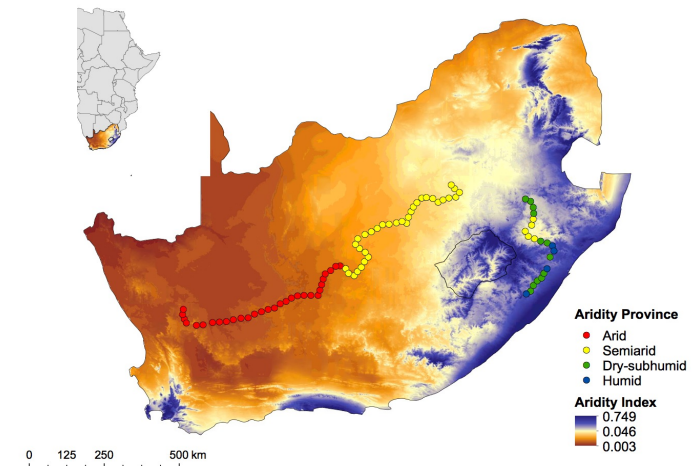 Aridity Province
Arid
Semiarid
Dry-subhumid
Humid
Aridity Index
0.749
0.046
0.003
0 125 250 500 km